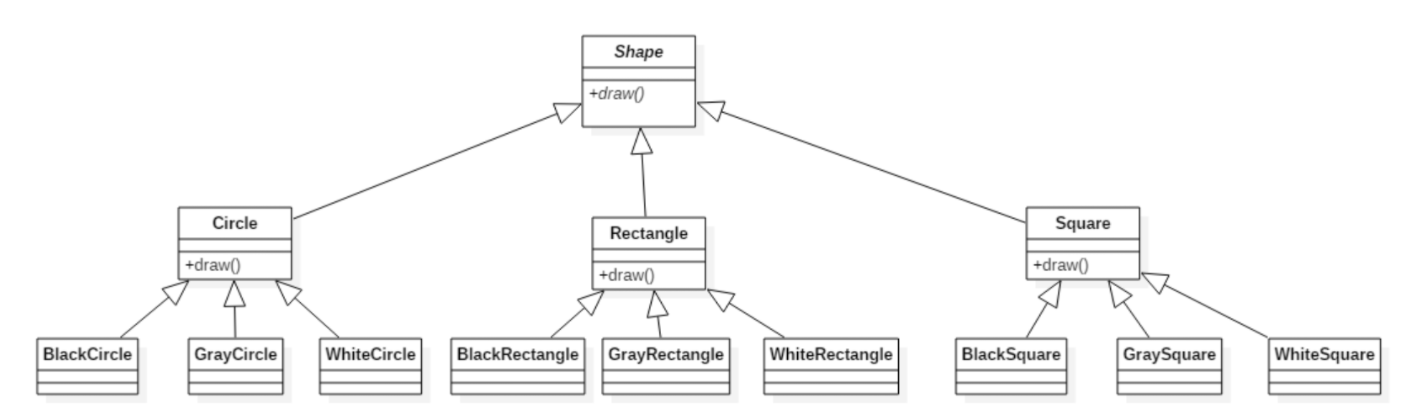 Shape
+draw()
Circle
+draw()
Rectangle
+draw()
Square
+draw()
BlackCircle
GrayCircle
WhiteCircle
BlackRectangle
GrayRectangle
WhiteRectangle
BlackSquare
GraySquare
WhiteSquare